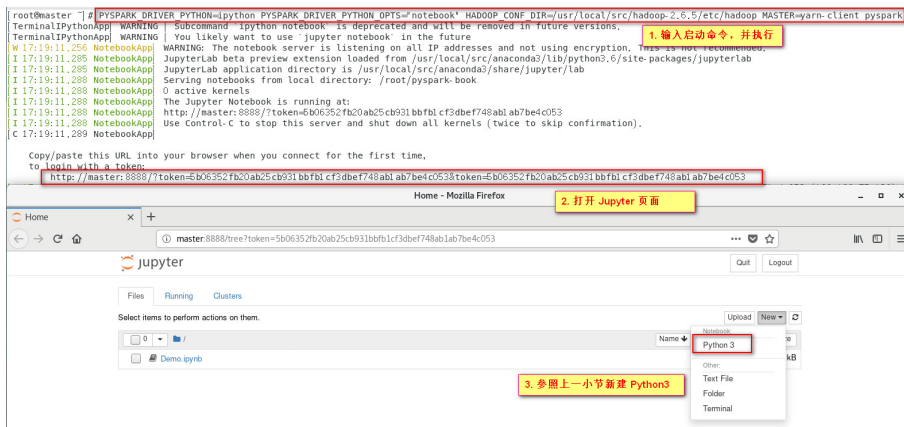 [root@master ~]# PYSPARK_DRIVER_PYTHON=ipython PYSPARK_DRIVER_PYTHON_OPTS="notebook" HADOOP_CONF_DIR=/usr/local/src/hadoop-2.6.5/etc/hadoop MASTER=yarn-client pyspark
[TerminalIPythonApp] WARNING | Subcommand `ipython notebook` is deprecated and will be removed in future versions.
[TerminalIPythonApp] WARNING | You likely want to use `jupyter notebook` in the future
1. 输入启动命令，并执行
[W 17:19:11.256 NotebookApp] WARNING: The notebook server is listening on all IP addresses and not using encryption. This is not recommended.
[I 17:19:11.285 NotebookApp] JupyterLab beta preview extension loaded from /usr/local/src/anaconda3/lib/python3.6/site-packages/jupyterlab
[I 17:19:11.285 NotebookApp] JupyterLab application directory is /usr/local/src/anaconda3/share/jupyter/lab
[I 17:19:11.288 NotebookApp] Serving notebooks from local directory: /root/pyspark-book
[I 17:19:11.288 NotebookApp] 0 active kernels
[I 17:19:11.288 NotebookApp] The Jupyter Notebook is running at:
[I 17:19:11.288 NotebookApp] http://master:8888/?token=5b06352fb20ab25cb931bbfb1cf3dbef748ab1ab7be4c053
[I 17:19:11.288 NotebookApp] Use Control-C to stop this server and shut down all kernels (twice to skip confirmation).
[C 17:19:11.289 NotebookApp]
Copy/paste this URL into your browser when you connect for the first time,
to login with a token:
http://master:8888/?token=5b06352fb20ab25cb931bbfb1cf3dbef748ab1ab7be4c053&token=5b06352fb20ab25cb931bbfb1cf3dbef748ab1ab7be4c053
Home - Mozilla Firefox
2. 打开 Jupyter 页面
Home
master:8888/tree?token=5b06352fb20ab25cb931bbfb1cf3dbef748ab1ab7be4c053
jupyter
Quit Logout
Files Running Clusters
Select items to perform actions on them.
Upload New
0 /
Name
Notebook:
Python 3
Demo.ipynb
kB
Other:
Text File
Folder
Terminal
3. 参照上一小节新建 Python3